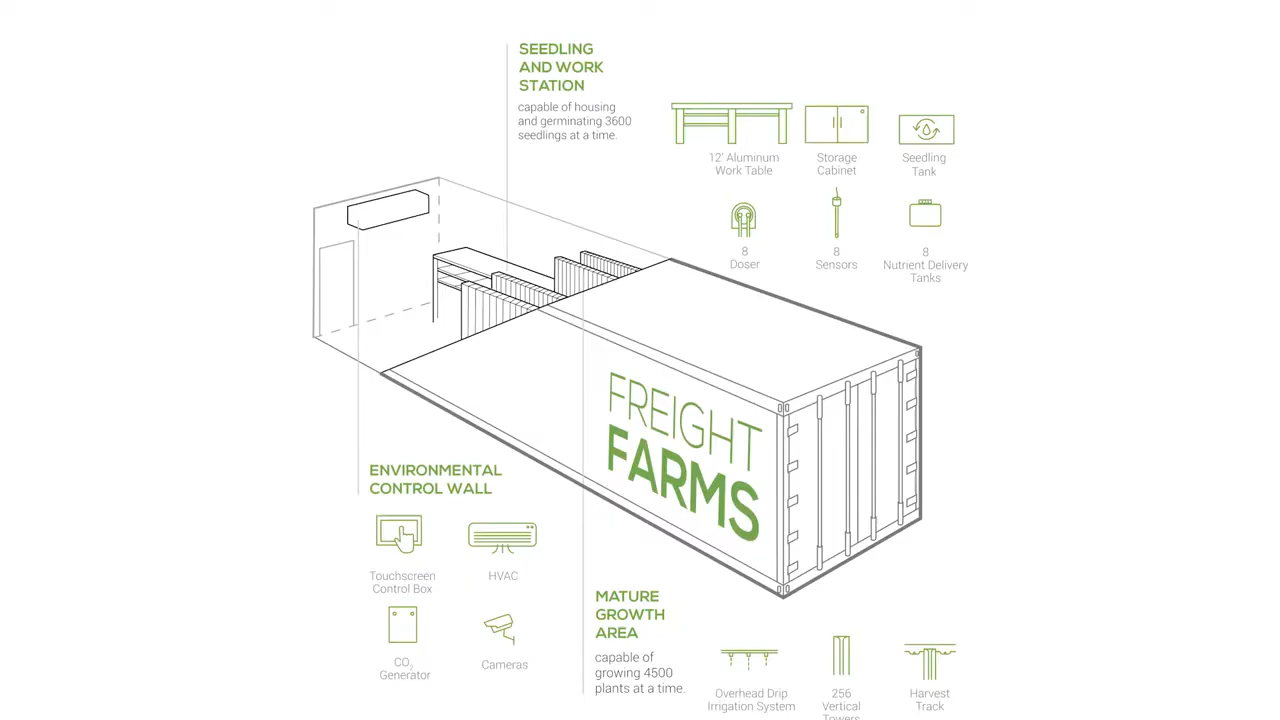 SEEDLING
AND WORK
STATION
capable of housing
and germinating 3600
seedlings at a time.
12' Aluminum
Work Table
Storage
Cabinet
Seedling
Tank
8
Doser
8
Sensors
8
Nutrient Delivery
Tanks
FREIGHT
FARMS
ENVIRONMENTAL
CONTROL WALL
Touchscreen
Control Box
HVAC
CO2
Generator
Cameras
MATURE
GROWTH
AREA
capable of
growing 4500
plants at a time.
Overhead Drip
Irrigation System
256
Vertical
Towers
Harvest
Track